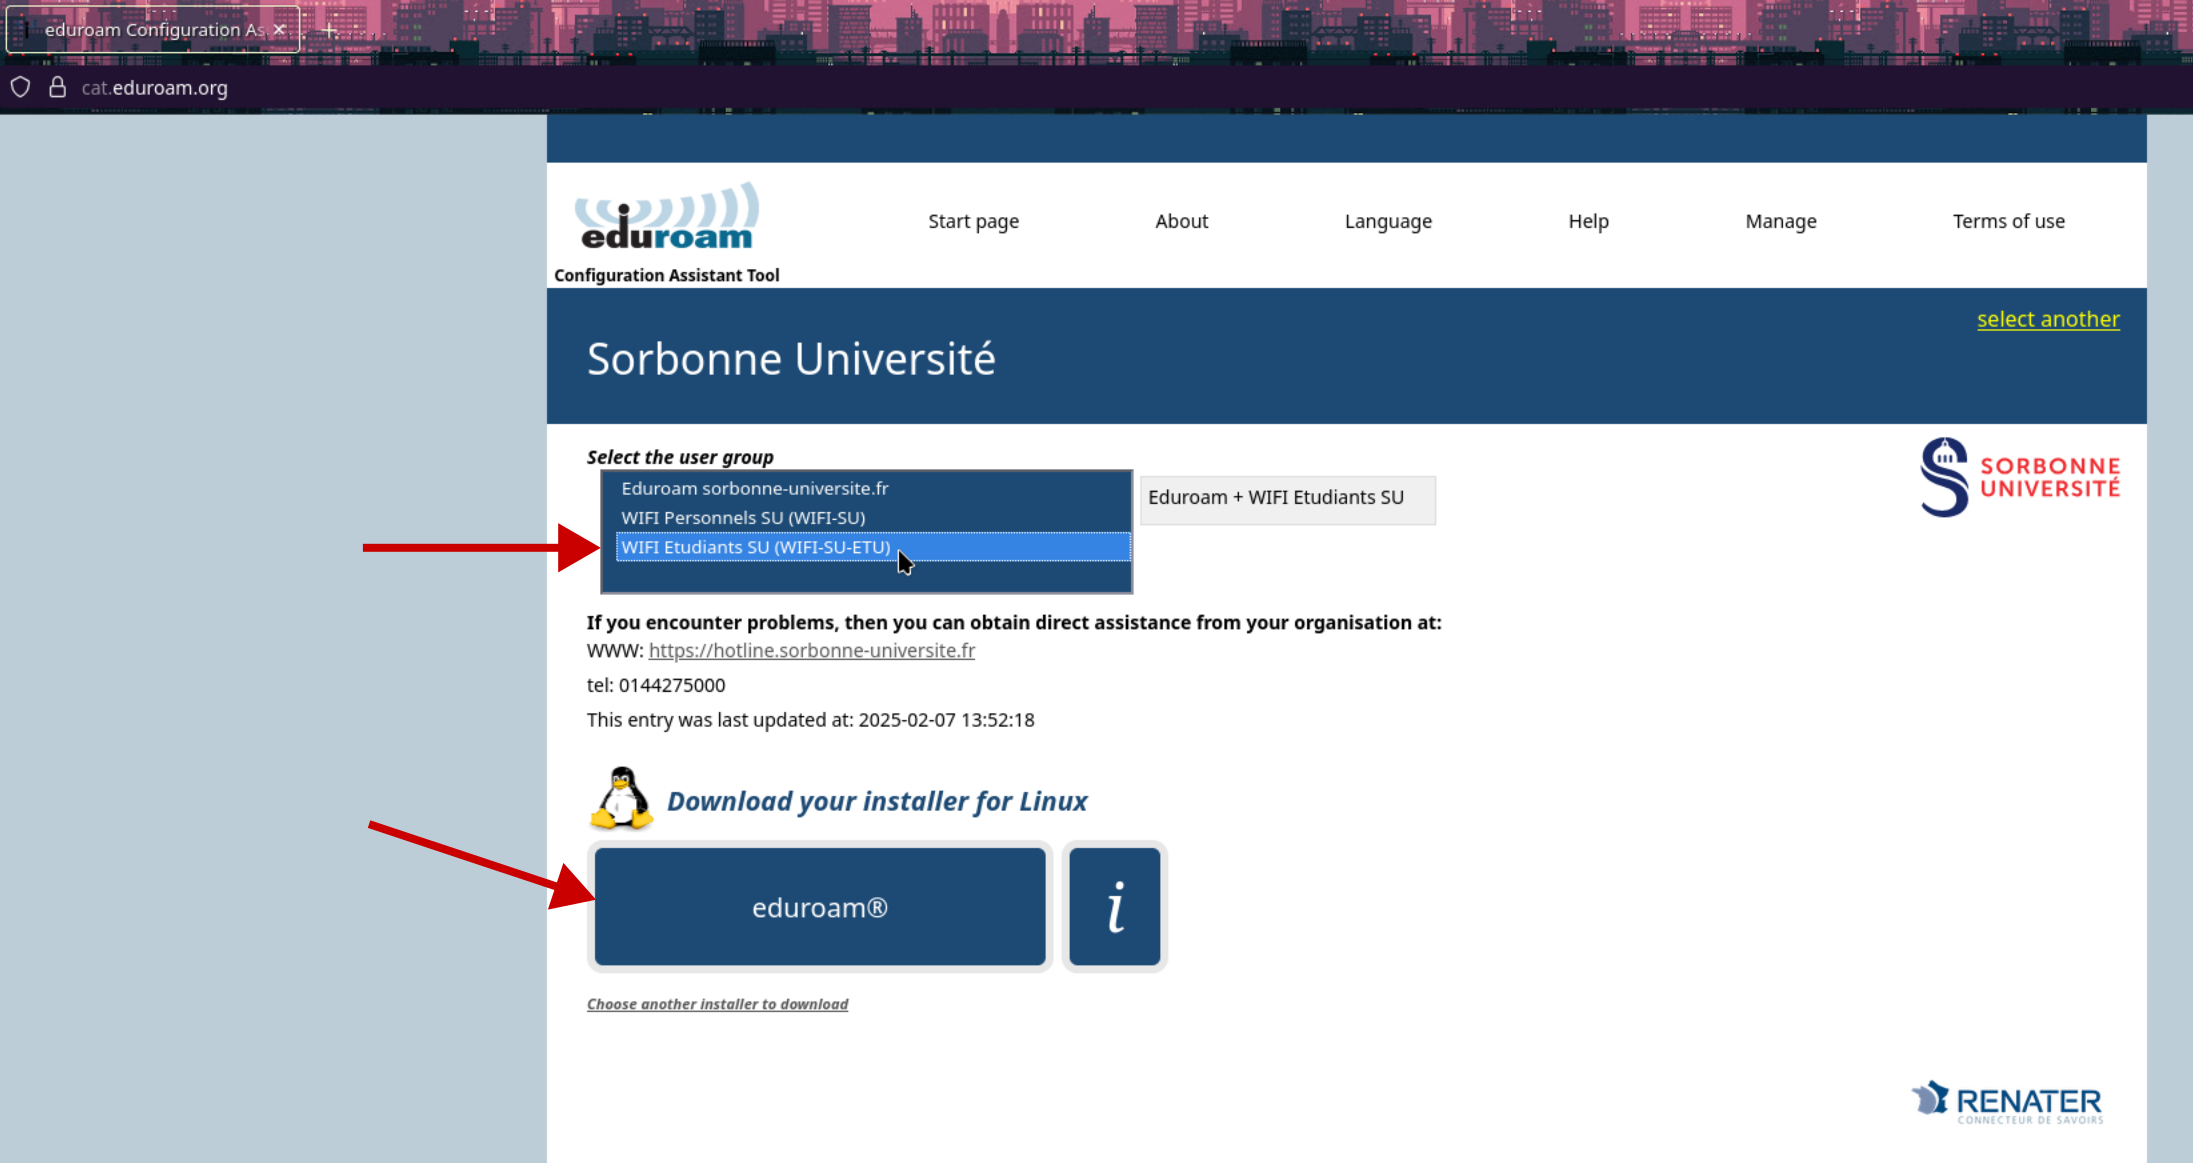 eduroam Configuration As
cat.eduroam.org
eduroam
Configuration Assistant Tool
Start page
About
Language
Help
Manage
Terms of use
select another
Sorbonne Université
Select the user group
Eduroam sorbonne-universite.fr
WIFI Personnels SU (WIFI-SU)
WIFI Etudiants SU (WIFI-SU-ETU)
Eduroam + WIFI Etudiants SU
SORBONNE
UNIVERSITÉ
If you encounter problems, then you can obtain direct assistance from your organisation at:
WWW: https://hotline.sorbonne-universite.fr
tel: 0144275000
This entry was last updated at: 2025-02-07 13:52:18
Download your installer for Linux
eduroam®
i
Choose another installer to download
RENATER
CONNECTEUR DE SAVOIRS